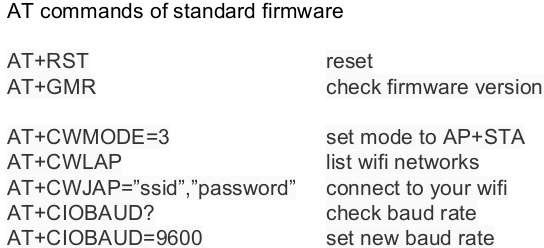 AT commands of standard firmware
AT+RST reset
AT+GMR check firmware version
AT+CWMODE=3 set mode to AP+STA
AT+CWLAP list wifi networks
AT+CWJAP=”ssid”,”password” connect to your wifi
AT+CIOBAUD? check baud rate
AT+CIOBAUD=9600 set new baud rate